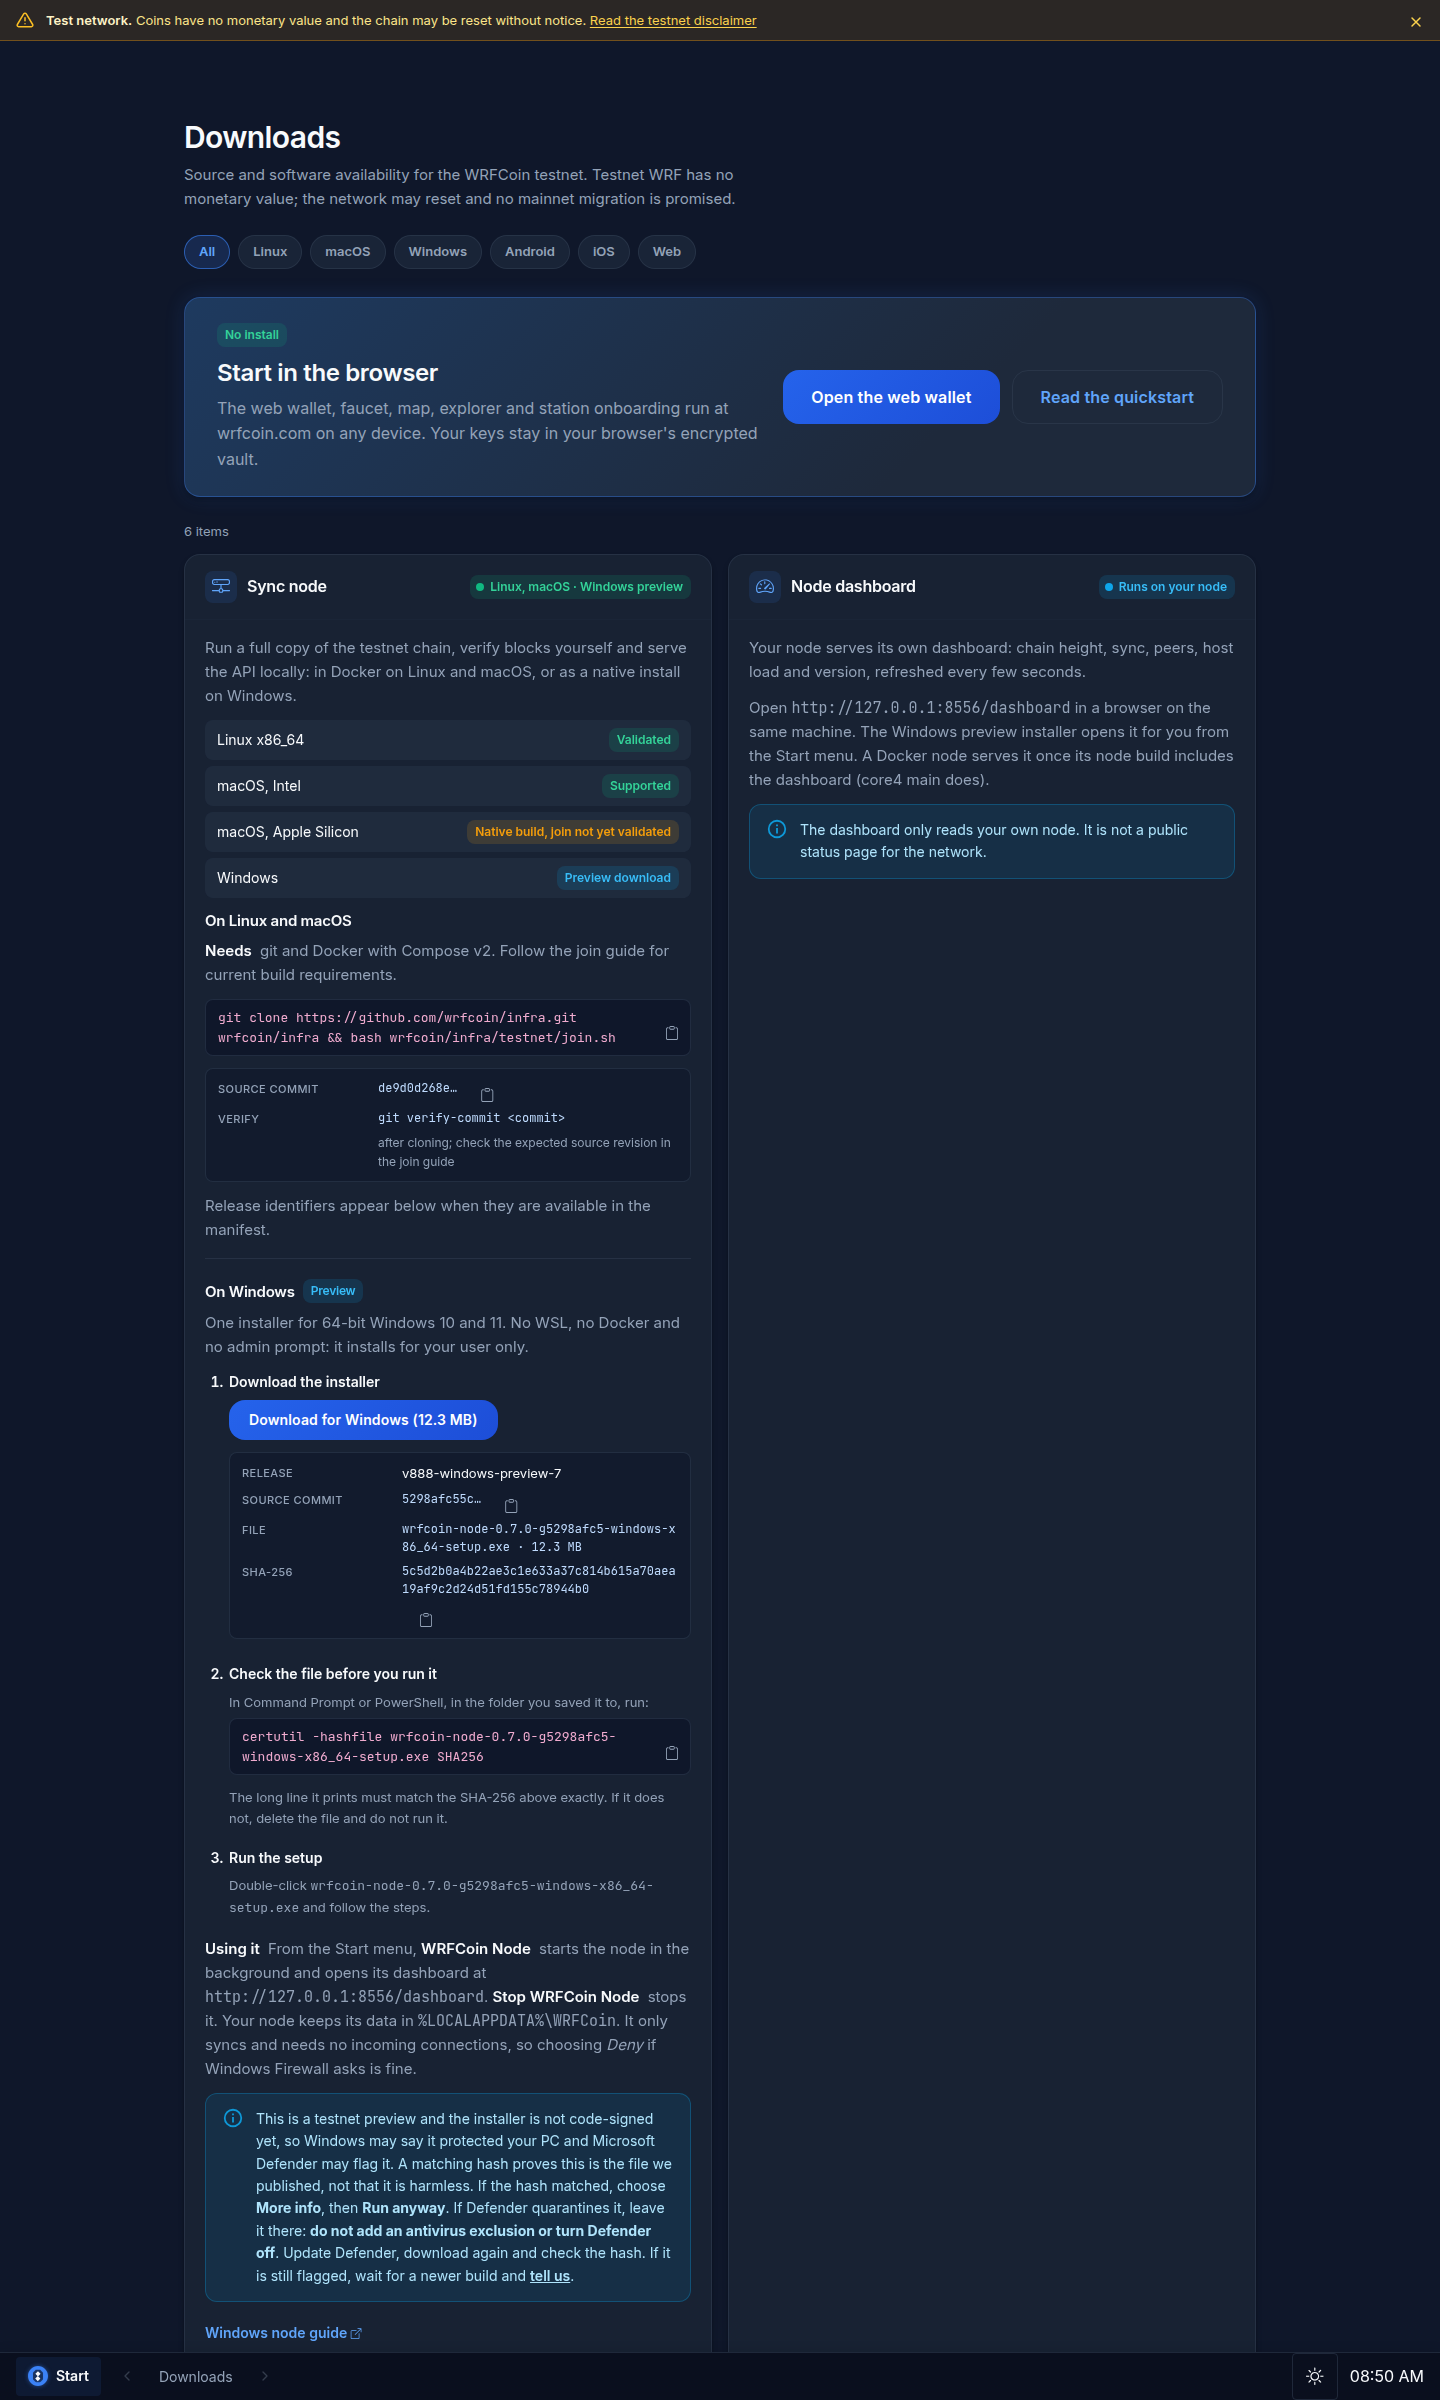 Test network. Coins have no monetary value and the chain may be reset without notice. Read the testnet disclaimer
Downloads
Source and software availability for the WRFCoin testnet. Testnet WRF has no
monetary value; the network may reset and no mainnet migration is promised.
All
Linux
macOS
Windows
Android
iOS
Web
No install
Start in the browser
The web wallet, faucet, map, explorer and station onboarding run at
wrfcoin.com on any device. Your keys stay in your browser's encrypted
vault.
Open the web wallet
Read the quickstart
6 items
Sync node
Linux, macOS · Windows preview
Run a full copy of the testnet chain, verify blocks yourself and serve
the API locally: in Docker on Linux and macOS, or as a native install
on Windows.
Linux x86_64
Validated
macOS, Intel
Supported
macOS, Apple Silicon
Native build, join not yet validated
Windows
Preview download
On Linux and macOS
Needs git and Docker with Compose v2. Follow the join guide for
current build requirements.
git clone https://github.com/wrfcoin/infra.git
wrfcoin/infra && bash wrfcoin/infra/testnet/join.sh
SOURCE COMMIT
de9d0d268e…
VERIFY
git verify-commit <commit>
after cloning; check the expected source revision in
the join guide
Release identifiers appear below when they are available in the
manifest.
On Windows
Preview
One installer for 64-bit Windows 10 and 11. No WSL, no Docker and
no admin prompt: it installs for your user only.
1. Download the installer
Download for Windows (12.3 MB)
RELEASE
v888-windows-preview-7
SOURCE COMMIT
5298afc55c…
FILE
wrfcoin-node-0.7.0-g5298afc5-windows-x
86_64-setup.exe · 12.3 MB
SHA-256
5c5d2b0a4b22ae3c1e633a37c814b615a70aea
19af9c2d24d51fd155c78944b0
2. Check the file before you run it
In Command Prompt or PowerShell, in the folder you saved it to, run:
certutil -hashfile wrfcoin-node-0.7.0-g5298afc5-
windows-x86_64-setup.exe SHA256
The long line it prints must match the SHA-256 above exactly. If it does
not, delete the file and do not run it.
3. Run the setup
Double-click wrfcoin-node-0.7.0-g5298afc5-windows-x86_64-
setup.exe and follow the steps.
Using it From the Start menu, WRFCoin Node starts the node in the
background and opens its dashboard at
http://127.0.0.1:8556/dashboard. Stop WRFCoin Node stops
it. Your node keeps its data in %LOCALAPPDATA%\WRFCoin. It only
syncs and needs no incoming connections, so choosing Deny if
Windows Firewall asks is fine.
This is a testnet preview and the installer is not code-signed
yet, so Windows may say it protected your PC and Microsoft
Defender may flag it. A matching hash proves this is the file we
published, not that it is harmless. If the hash matched, choose
More info, then Run anyway. If Defender quarantines it, leave
it there: do not add an antivirus exclusion or turn Defender
off. Update Defender, download again and check the hash. If it
is still flagged, wait for a newer build and tell us.
Windows node guide
Node dashboard
Runs on your node
Your node serves its own dashboard: chain height, sync, peers, host
load and version, refreshed every few seconds.
Open http://127.0.0.1:8556/dashboard in a browser on the
same machine. The Windows preview installer opens it for you from
the Start menu. A Docker node serves it once its node build includes
the dashboard (core4 main does).
The dashboard only reads your own node. It is not a public
status page for the network.
Start
Downloads
08:50 AM